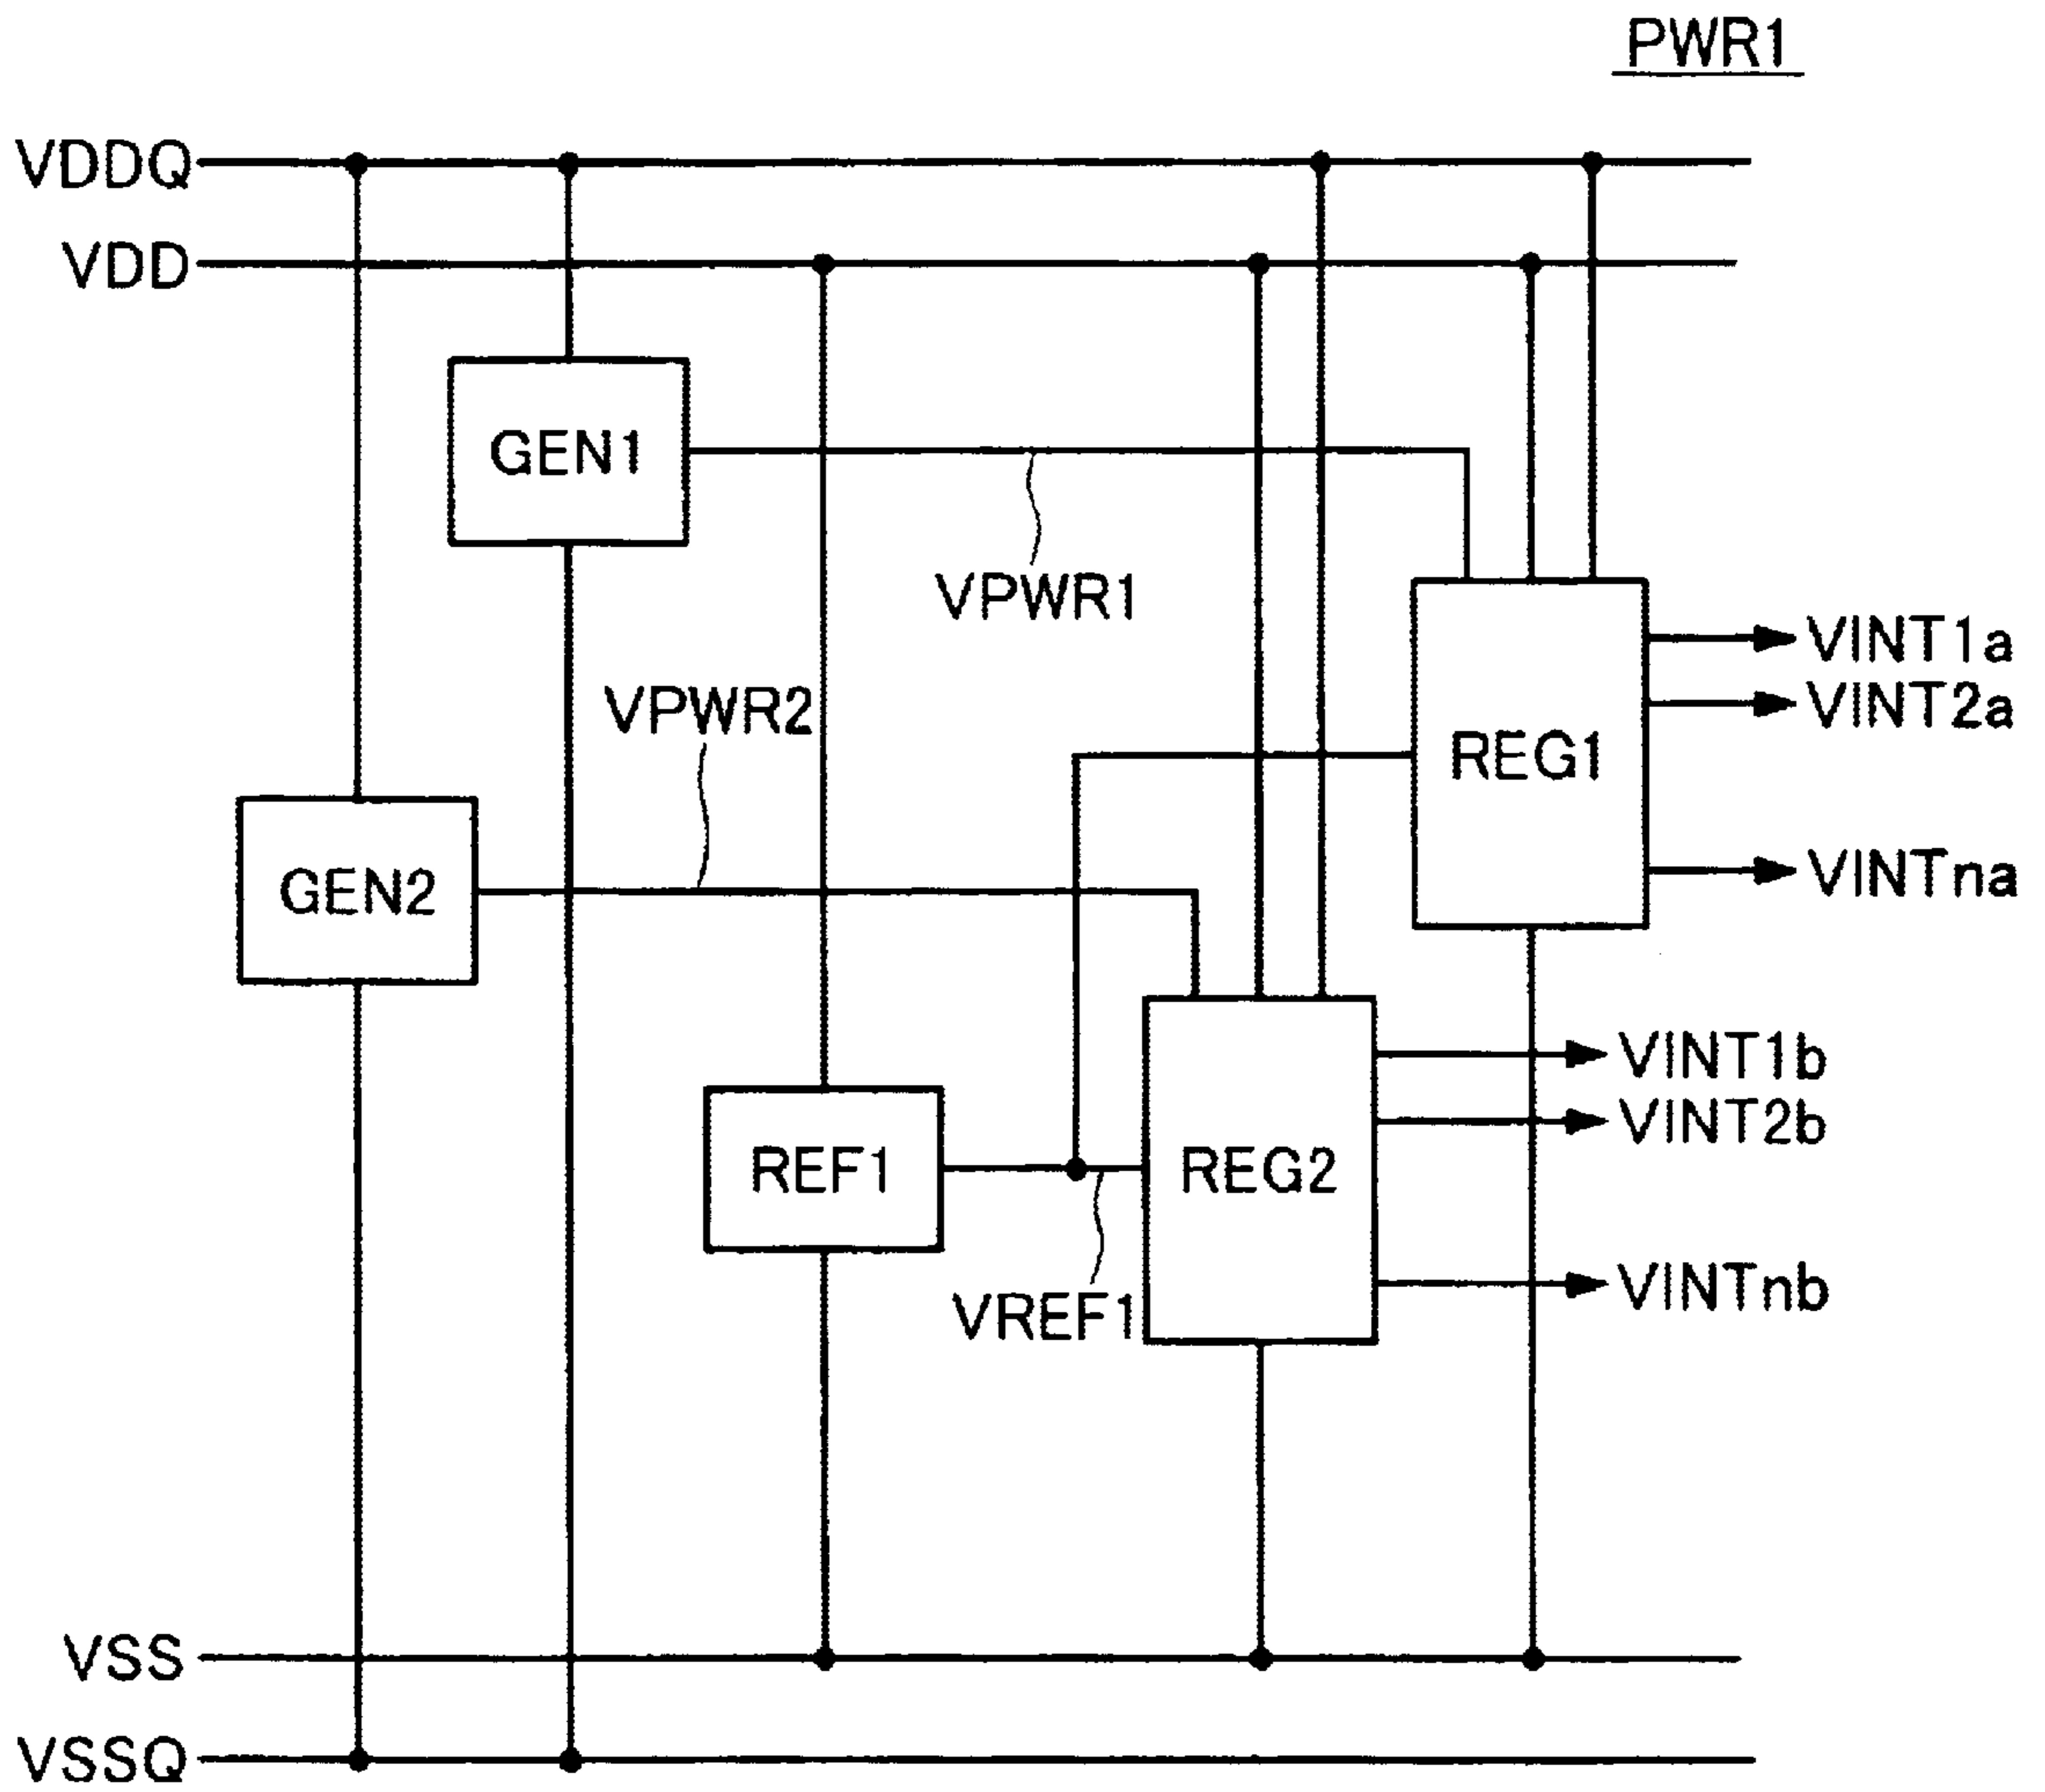 PWR1
VDDQ
VDD
GEN1
VPWR1
VINT1a
VPWR2
VINT2a
REG1
VINTna
GEN2
VINT1b
VINT2b
REF1
REG2
VINTnb
VREF1
VSS
VSSQ